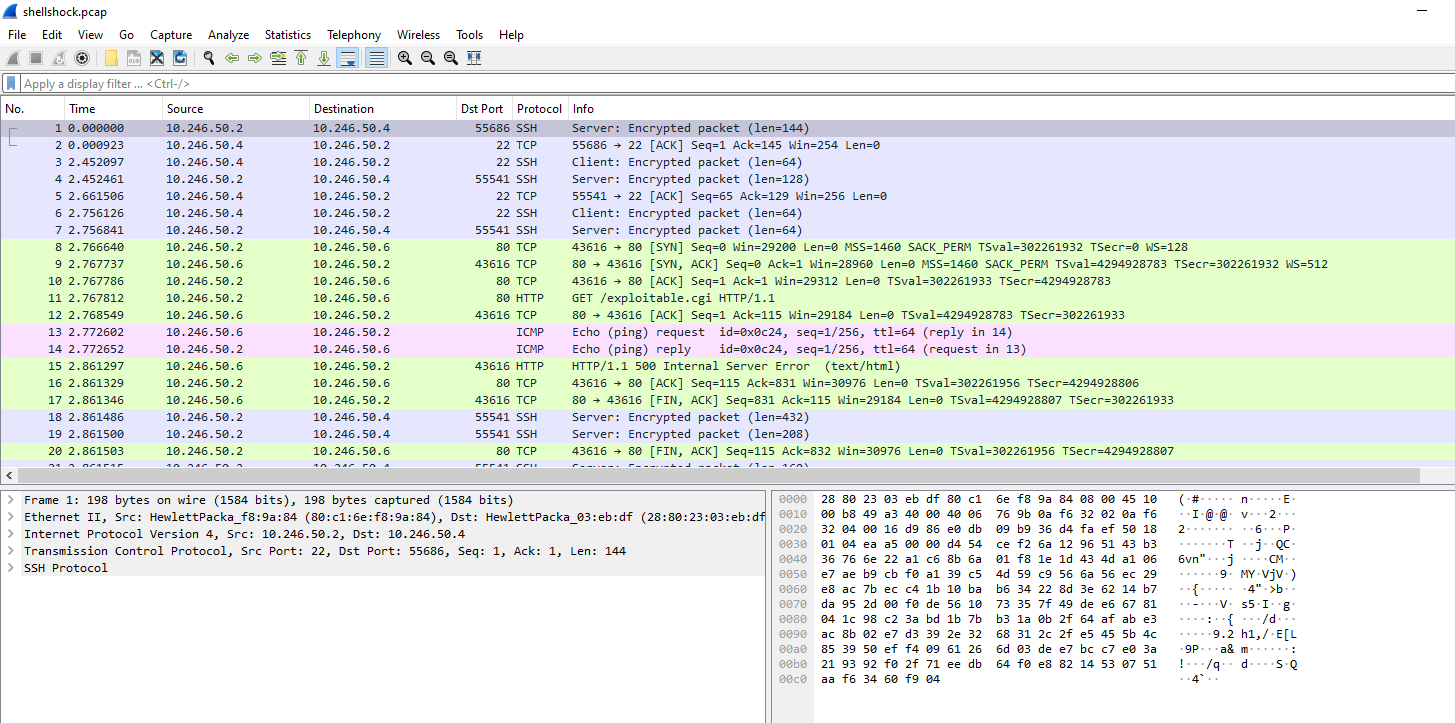 shellshock.pcap
File Edit View Go Capture Analyze Statistics Telephony Wireless Tools Help
Apply a display filter ... <Ctrl-/>
No. Time Source Destination Dst Port Protocol Info
1 0.000000 10.246.50.2 10.246.50.4 55686 SSH Server: Encrypted packet (len=144)
2 0.000923 10.246.50.4 10.246.50.2 22 TCP 55686 → 22 [ACK] Seq=1 Ack=145 Win=254 Len=0
3 2.452097 10.246.50.4 10.246.50.2 22 SSH Client: Encrypted packet (len=64)
4 2.452461 10.246.50.2 10.246.50.4 55541 SSH Server: Encrypted packet (len=128)
5 2.661506 10.246.50.4 10.246.50.2 22 TCP 55541 → 22 [ACK] Seq=65 Ack=129 Win=256 Len=0
6 2.756126 10.246.50.4 10.246.50.2 22 SSH Client: Encrypted packet (len=64)
7 2.756841 10.246.50.2 10.246.50.4 55541 SSH Server: Encrypted packet (len=64)
8 2.766640 10.246.50.2 10.246.50.6 80 TCP 43616 → 80 [SYN] Seq=0 Win=29200 Len=0 MSS=1460 SACK_PERM TSval=302261932 TSecr=0 WS=128
9 2.767737 10.246.50.6 10.246.50.2 43616 TCP 80 → 43616 [SYN, ACK] Seq=0 Ack=1 Win=28960 Len=0 MSS=1460 SACK_PERM TSval=4294928783 TSecr=302261932 WS=512
10 2.767786 10.246.50.2 10.246.50.6 80 TCP 43616 → 80 [ACK] Seq=1 Ack=1 Win=29312 Len=0 TSval=302261933 TSecr=4294928783
11 2.767812 10.246.50.2 10.246.50.6 80 HTTP GET /exploitable.cgi HTTP/1.1
12 2.768549 10.246.50.6 10.246.50.2 43616 TCP 80 → 43616 [ACK] Seq=1 Ack=115 Win=29184 Len=0 TSval=4294928783 TSecr=302261933
13 2.772602 10.246.50.6 10.246.50.2 ICMP Echo (ping) request id=0x0c24, seq=1/256, ttl=64 (reply in 14)
14 2.772652 10.246.50.2 10.246.50.6 ICMP Echo (ping) reply id=0x0c24, seq=1/256, ttl=64 (request in 13)
15 2.861297 10.246.50.6 10.246.50.2 43616 HTTP HTTP/1.1 500 Internal Server Error (text/html)
16 2.861329 10.246.50.2 10.246.50.6 80 TCP 43616 → 80 [ACK] Seq=115 Ack=831 Win=30976 Len=0 TSval=302261956 TSecr=4294928806
17 2.861346 10.246.50.6 10.246.50.2 43616 TCP 80 → 43616 [FIN, ACK] Seq=831 Ack=115 Win=29184 Len=0 TSval=4294928807 TSecr=302261933
18 2.861486 10.246.50.2 10.246.50.4 55541 SSH Server: Encrypted packet (len=432)
19 2.861500 10.246.50.2 10.246.50.4 55541 SSH Server: Encrypted packet (len=208)
20 2.861503 10.246.50.2 10.246.50.6 80 TCP 43616 → 80 [FIN, ACK] Seq=115 Ack=832 Win=30976 Len=0 TSval=302261956 TSecr=4294928807
Frame 1: 198 bytes on wire (1584 bits), 198 bytes captured (1584 bits)
Ethernet II, Src: HewlettPacka_f8:9a:84 (80:c1:6e:f8:9a:84), Dst: HewlettPacka_03:eb:df (28:80:23:03:eb:df
Internet Protocol Version 4, Src: 10.246.50.2, Dst: 10.246.50.4
Transmission Control Protocol, Src Port: 22, Dst Port: 55686, Seq: 1, Ack: 1, Len: 144
SSH Protocol
0000 28 80 23 03 eb df 80 c1 6e f8 9a 84 08 00 45 10 (·#·····n·····E·
0010 00 b8 49 a3 40 00 40 06 76 9b 0a f6 32 02 0a f6 ··I·@·@·v···2···
0020 32 04 00 16 d9 86 e0 db 09 b9 36 d4 fa ef 50 18 2·········6···P·
0030 01 04 ea a5 00 00 d4 54 ce f2 6a 12 96 51 43 b3 ·······T··j··QC·
0040 36 76 6e 22 a1 c6 8b 6a 01 f8 1e 1d 43 4d a1 06 6vn"···j····CM··
0050 e7 ae b9 cb f0 a1 39 c5 4d 59 c9 56 6a 56 ec 29 ······9·MY·VjV·)
0060 e8 ac 7b ec c4 1b 10 ba b6 34 22 8d 3e 62 14 b7 ··{······4"·>b··
0070 da 95 2d 00 f0 de 56 10 73 35 7f 49 de e6 67 81 ··-···V·s5·I··g·
0080 04 1c 98 c2 3a bd 1b 7b b3 1a 0b 2f 64 af ab e3 ····:··{···/d···
0090 ac 8b 02 e7 d3 39 2e 32 68 31 2c 2f e5 45 5b 4c ·····9.2h1,/·E[L
00a0 85 39 50 ef f4 09 61 26 6d 03 de e7 bc c7 e0 3a ·9P···a&m······:
00b0 21 93 92 f0 2f 71 ee db 64 f0 e8 82 14 53 07 51 !···/q··d····S·Q
00c0 aa f6 34 60 f9 04 ··4`··